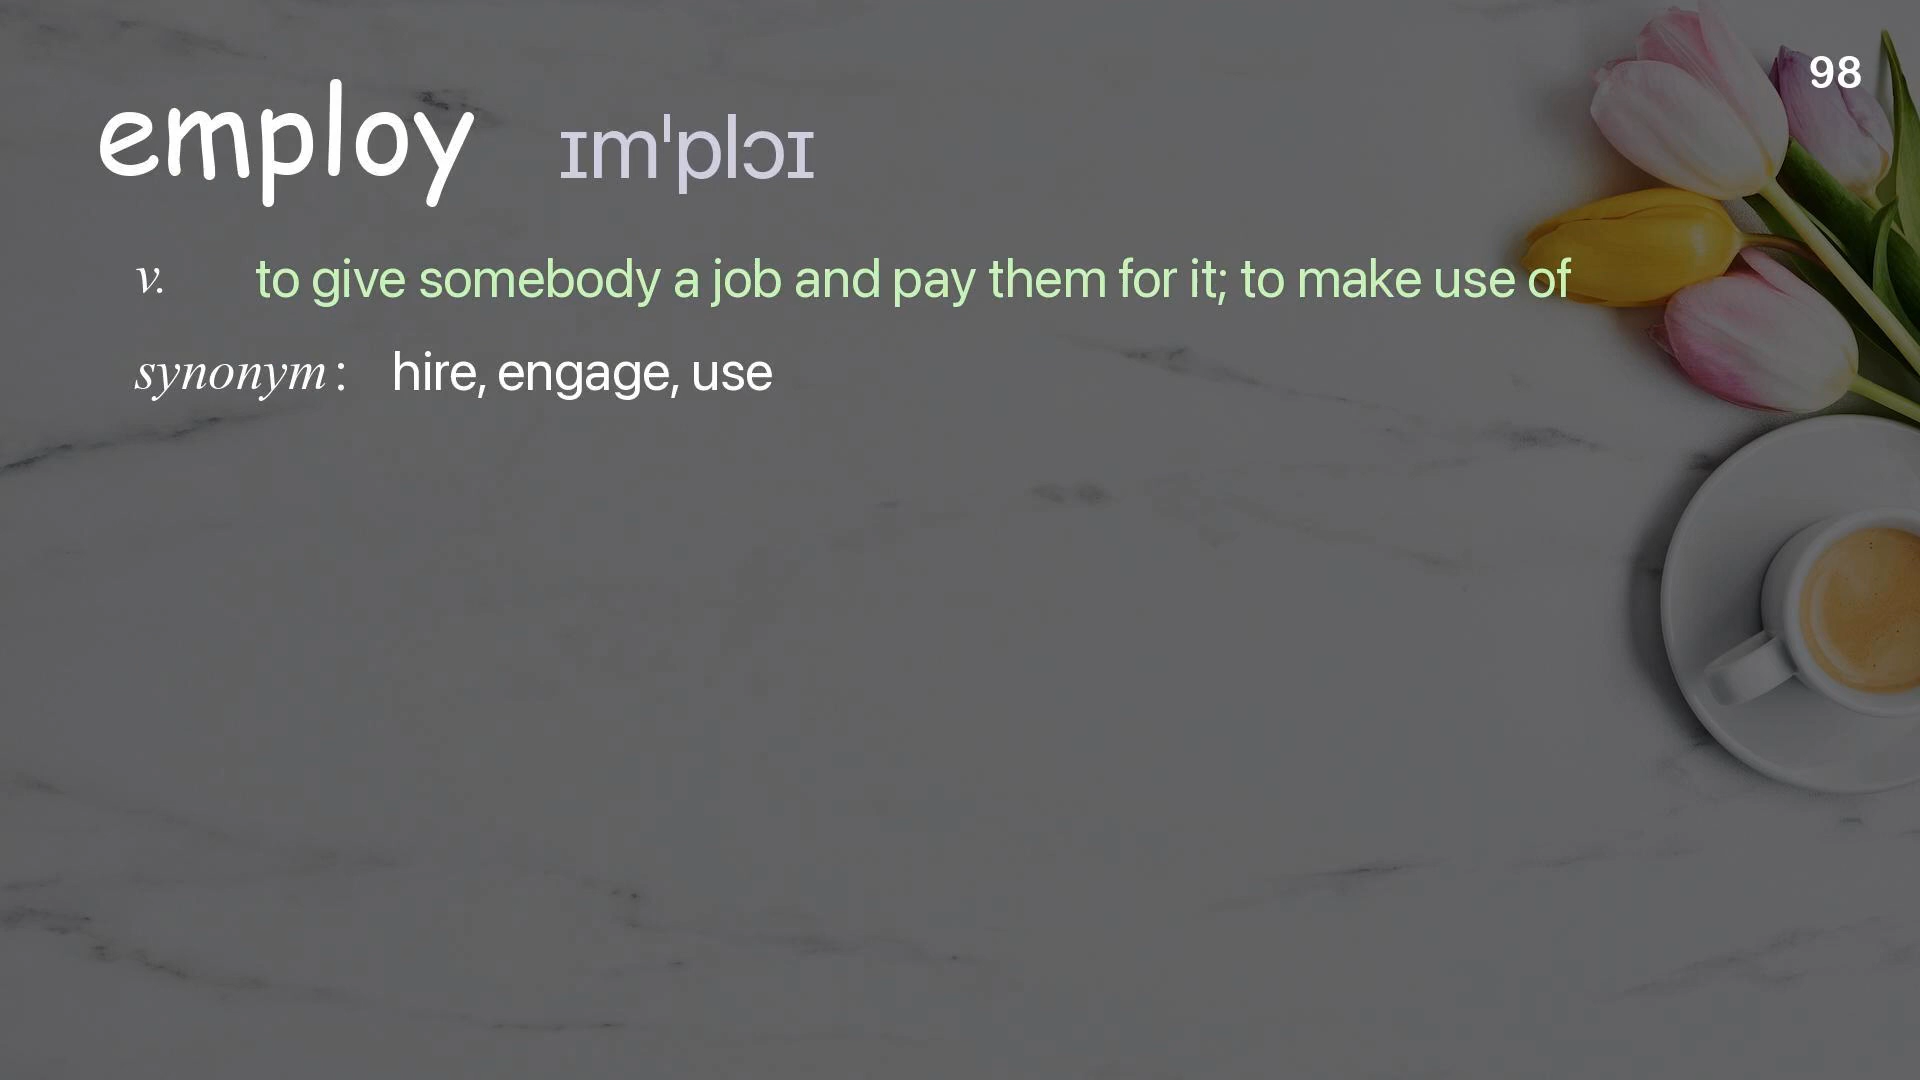 98
employ ɪmˈplɔɪ
v. to give somebody a job and pay them for it; to make use of
synonym : hire, engage, use